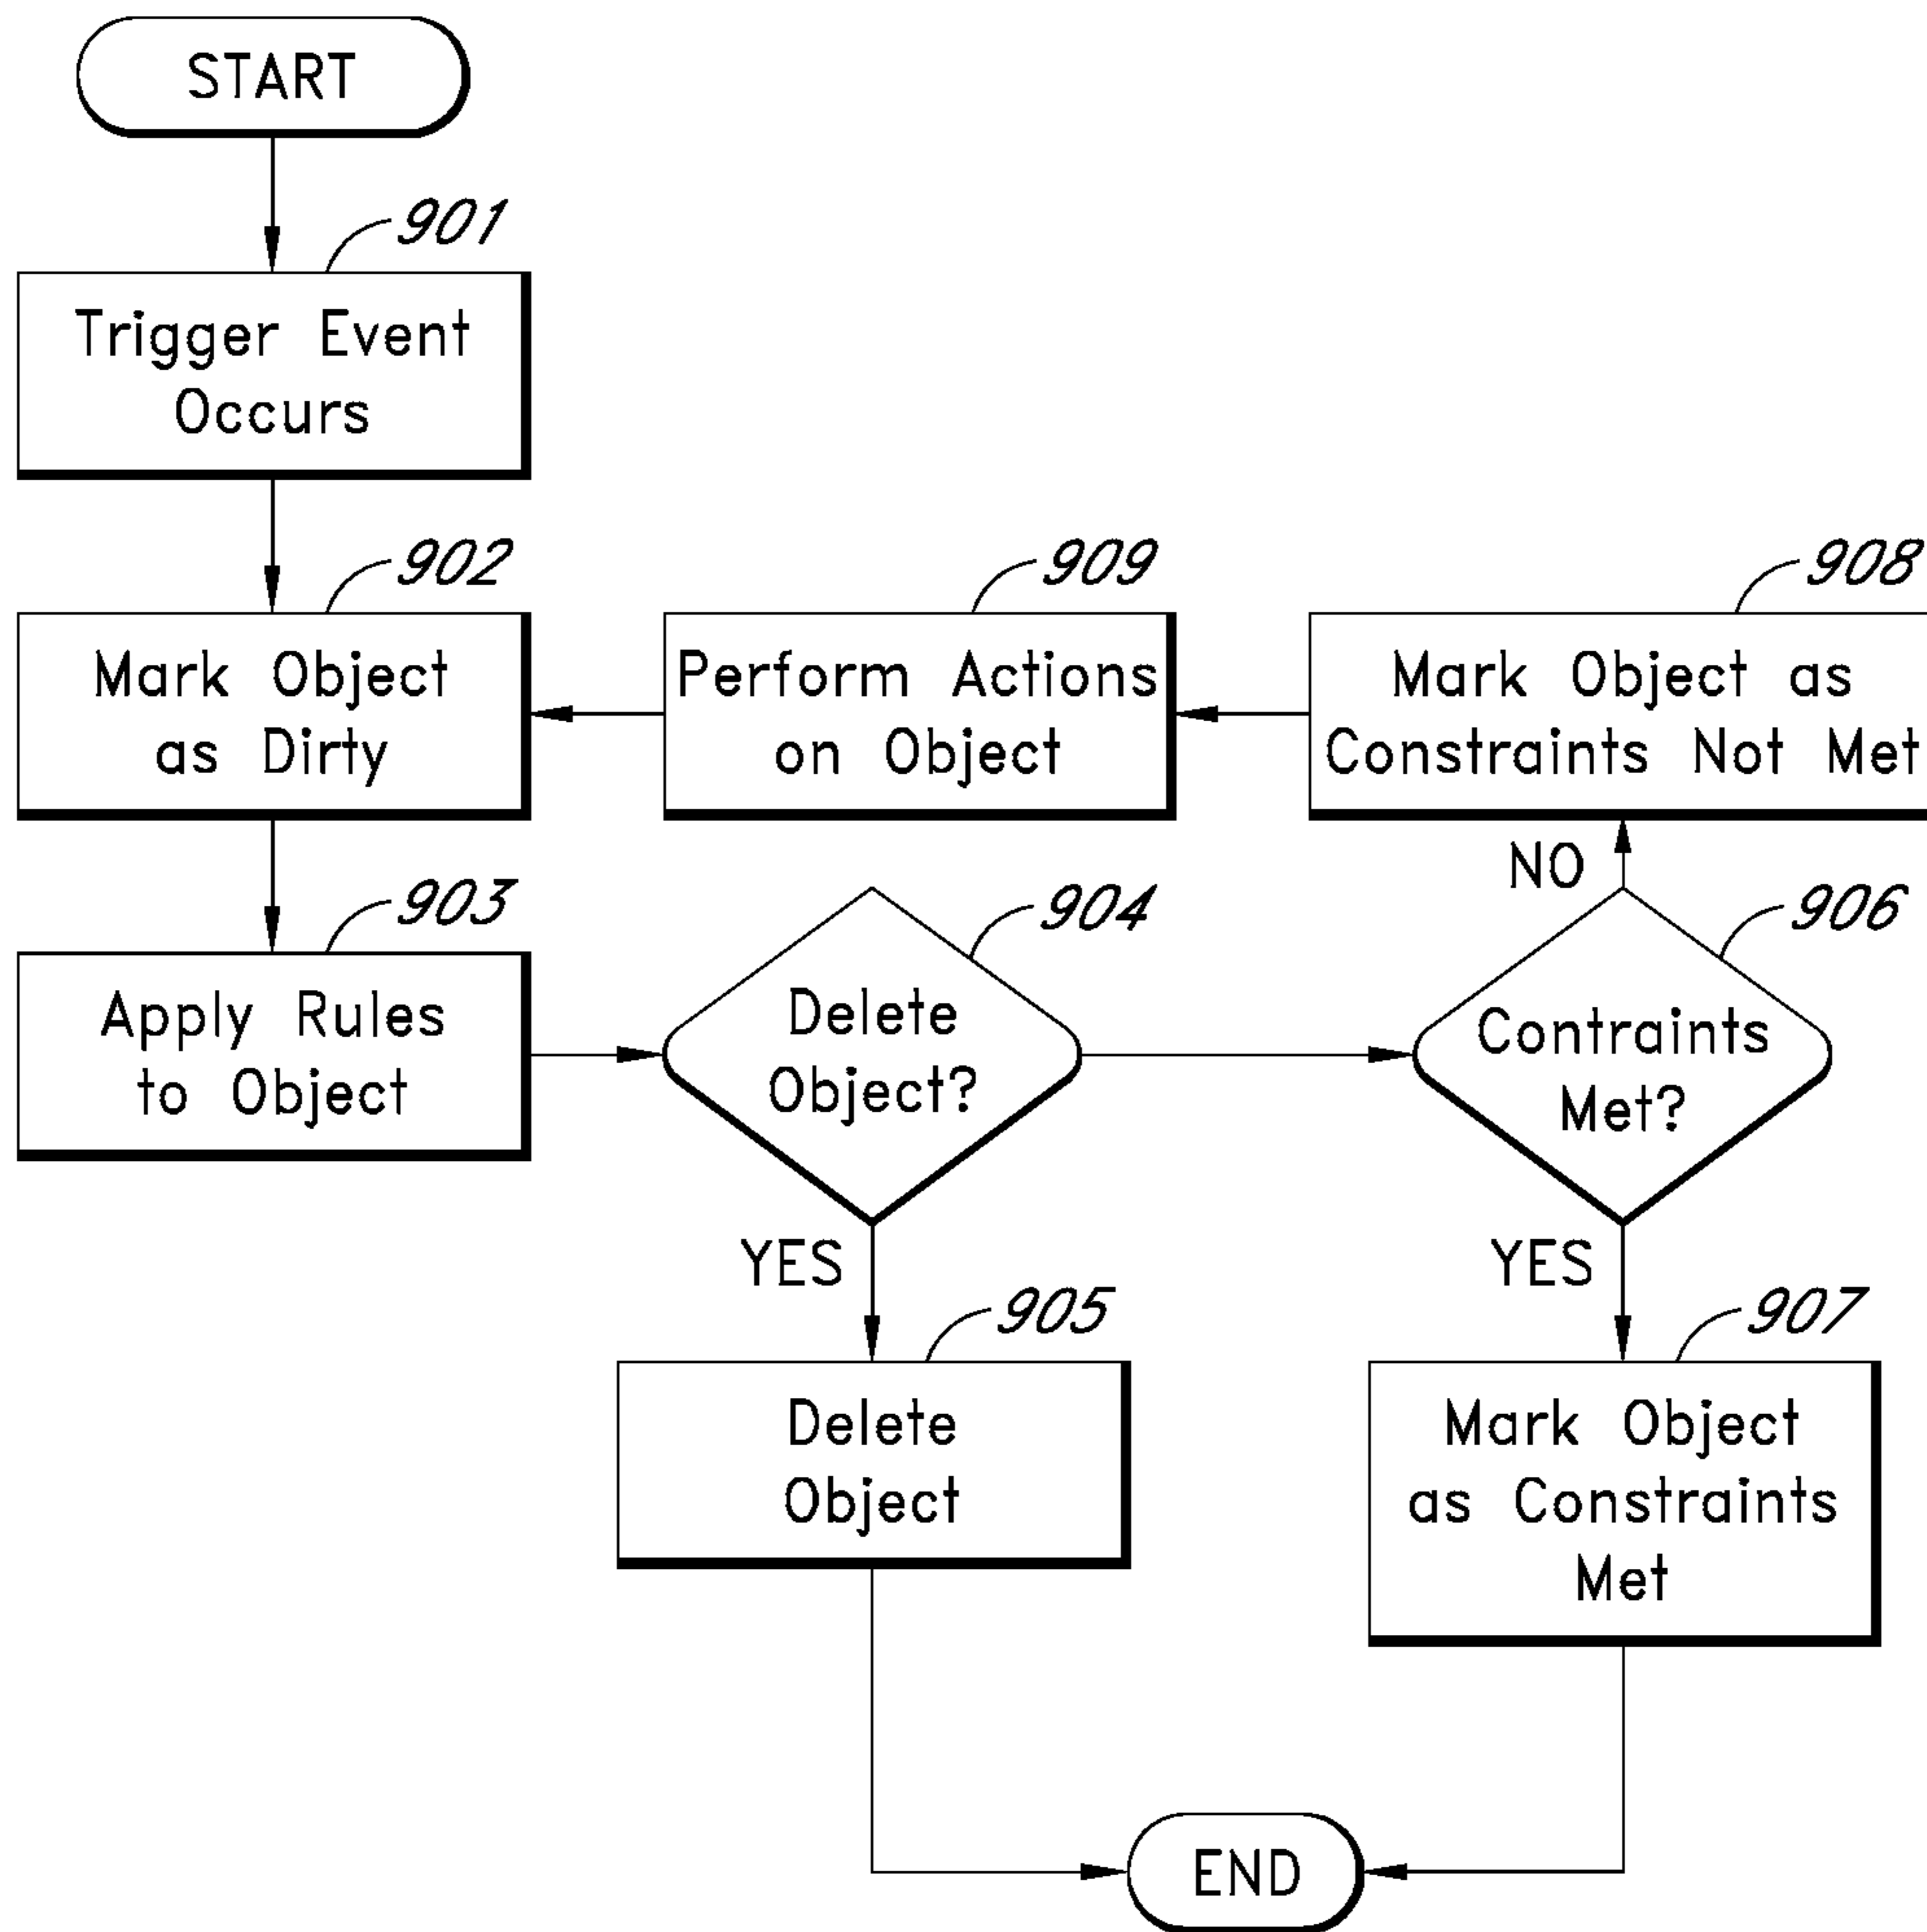 START
901
Trigger Event
Occurs
902
Mark Object
as Dirty
909
Perform Actions
on Object
908
Mark Object as
Constraints Not Met
903
Apply Rules
to Object
904
Delete
Object?
NO
906
Contraints
Met?
YES
905
Delete
Object
YES
907
Mark Object
as Constraints
Met
END